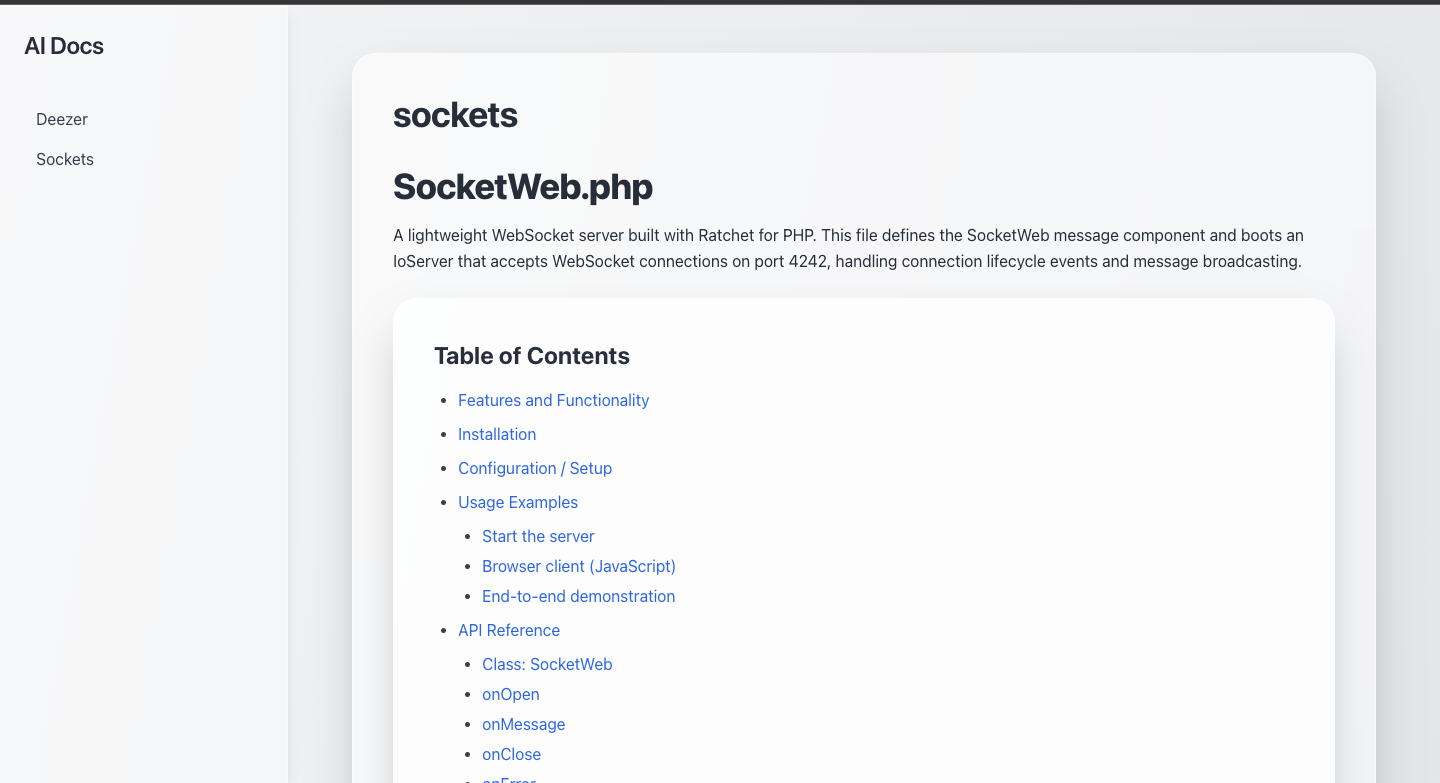 AI Docs
Deezer
Sockets
sockets
SocketWeb.php
A lightweight WebSocket server built with Ratchet for PHP. This file defines the SocketWeb message component and boots an
IoServer that accepts WebSocket connections on port 4242, handling connection lifecycle events and message broadcasting.
Table of Contents
• Features and Functionality
• Installation
• Configuration / Setup
• Usage Examples
• Start the server
• Browser client (JavaScript)
• End-to-end demonstration
• API Reference
• Class: SocketWeb
• onOpen
• onMessage
• onClose
• onError